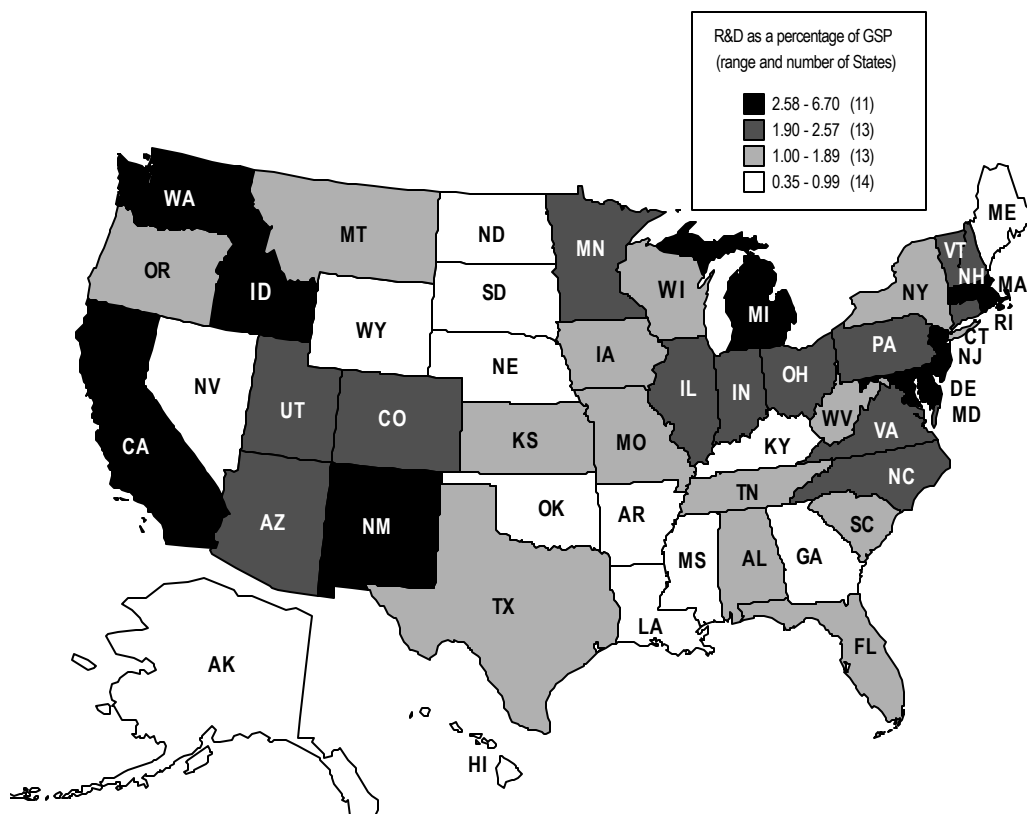 R&D as a percentage of GSP
(range and number of States)
2.58 - 6.70 (11)
1.90 - 2.57 (13)
1.00 - 1.89 (13)
0.35 - 0.99 (14)
WA
MT
ND
MN
ME
VT
NH
MA
OR
ID
SD
WI
MI
NY
RI
WY
CT
PA
NJ
IA
NE
OH
NV
IL
IN
DE
MD
UT
CO
WV
VA
CA
KS
MO
KY
NC
TN
AZ
NM
OK
AR
SC
MS
AL
GA
TX
LA
FL
AK
HI